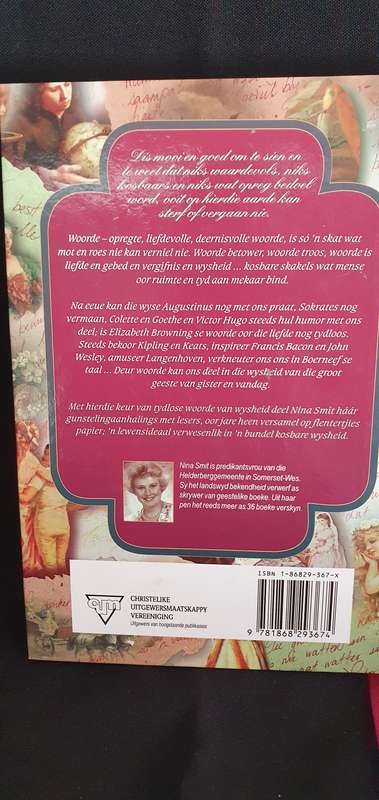 Dis mooi en goed om te sien en
te weet dat niks waardevols, niks
kosbaars en niks wat opreg bedoel
word, ooit op hierdie aarde kan
sterf of vergaan nie.
Woorde – opregte, liefdevolle, deernisvolle woorde, is só 'n skat wat
mot en roes nie kan verniel nie. Woorde betower, woorde troos, woorde is
liefde en gebed en vergifnis en wysheid ... kosbare skakels wat mense
oor ruimte en tyd aan mekaar bind.
Na eeue kan die wyse Augustinus nog met ons praat, Sokrates nog
vermaan, Colette en Goethe en Victor Hugo steeds hul humor met ons
deel; is Elizabeth Browning se woorde oor die liefde nog tydloos.
Steeds bekoor Kipling en Keats, inspireer Francis Bacon en John
Wesley, amuseer Langenhoven, verkneuter ons ons in Boerneef se
taal ... Deur woorde kan ons deel in die wysheid van die groot
geeste van gister en vandag.
Met hierdie keur van tydlose woorde van wysheid deel Nina Smit háár
gunstelingaanhalings met lesers, oor jare heen versamel op flentertjies
papier; 'n lewensideaal verwesenlik in 'n bundel kosbare wysheid.
Nina Smit is predikantsvrou van die
Helderberggemeente in Somerset-Wes.
Sy het landswyd bekendheid verwerf as
skrywer van geestelike boeke. Uit haar
pen het reeds meer as 36 boeke verskyn.
ISBN 1-86829-367-X
CHRISTELIKE
UITGEWERSMAATSKAPPY
VERENIGING
Uitgewers van hoogstaande publikasies
9 781868 293674